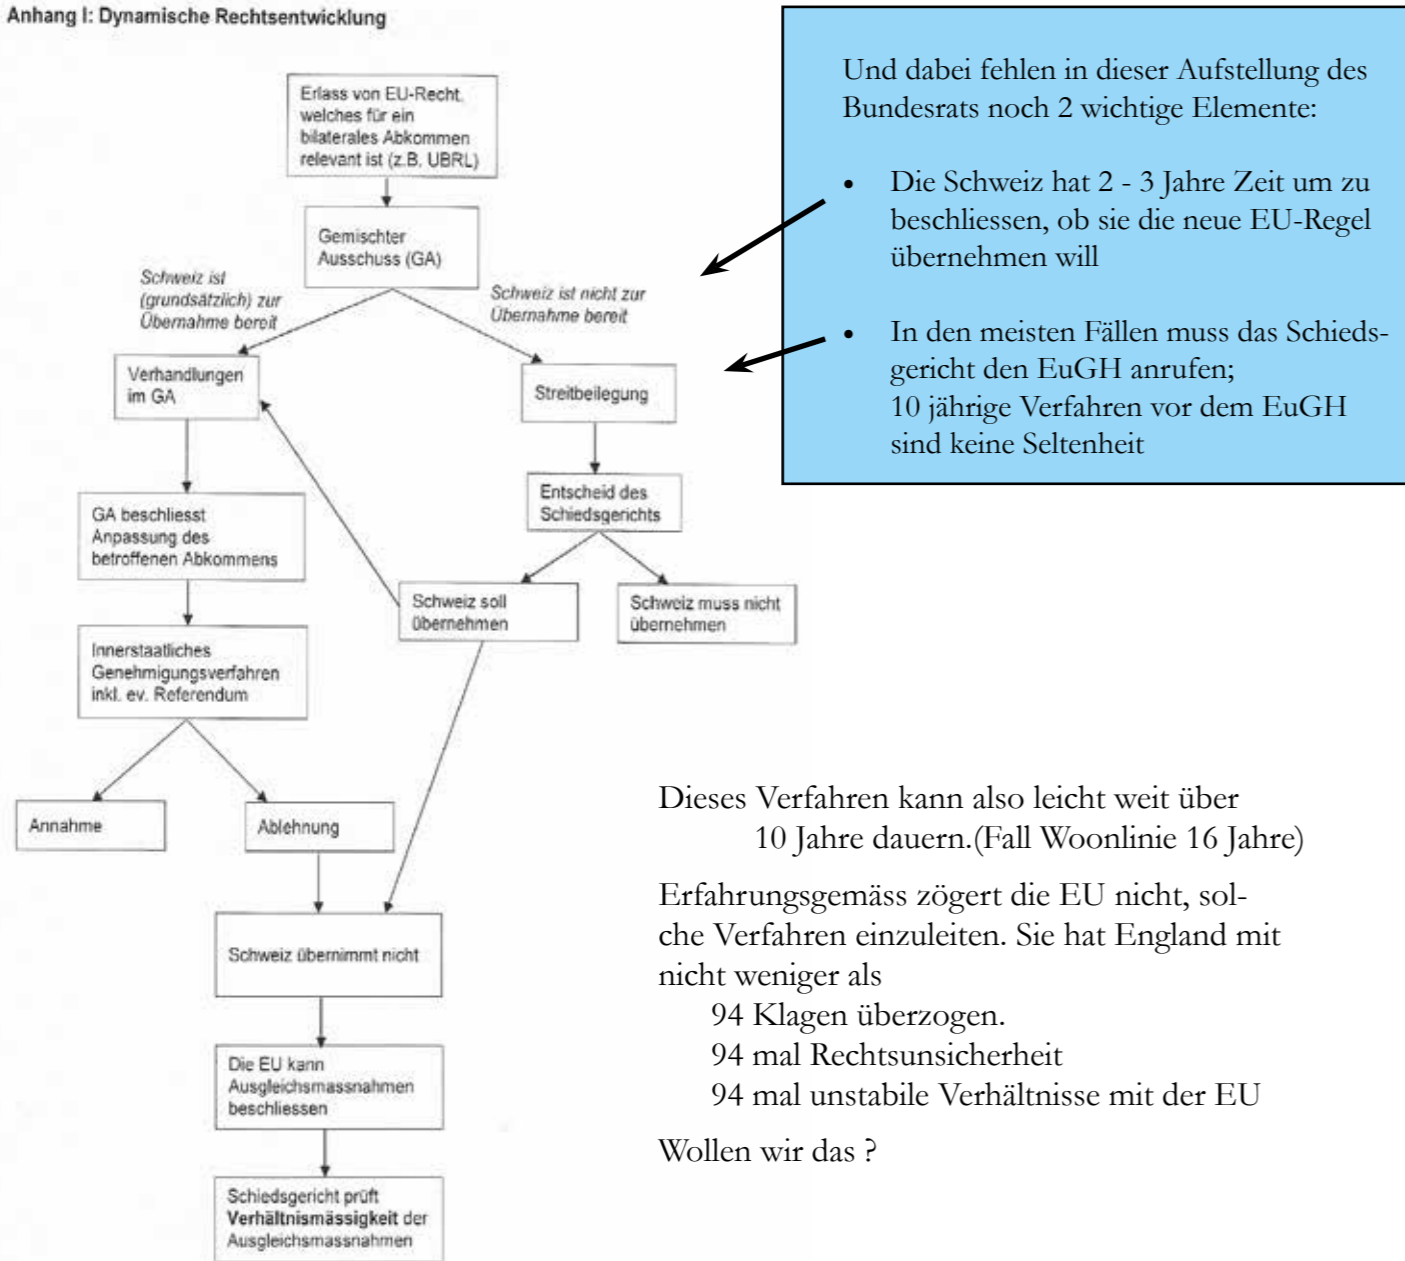 Anhang I: Dynamische Rechtsentwicklung
Erlass von EU-Recht,
welches für ein
bilaterales Abkommen
relevant ist (z.B. UBRL)
Gemischter
Ausschuss (GA)
Schweiz ist
(grundsätzlich) zur
Übernahme bereit
Schweiz ist nicht zur
Übernahme bereit
Verhandlungen
im GA
Streitbeilegung
GA beschliesst
Anpassung des
betroffenen Abkommens
Entscheid des
Schiedsgerichts
Schweiz soll
übernehmen
Schweiz muss nicht
übernehmen
Innerstaatliches
Genehmigungsverfahren
inkl. ev. Referendum
Annahme
Ablehnung
Schweiz übernimmt nicht
Die EU kann
Ausgleichsmassnahmen
beschliessen
Schiedsgericht prüft
Verhältnismässigkeit der
Ausgleichsmassnahmen
Und dabei fehlen in dieser Aufstellung des
Bundesrats noch 2 wichtige Elemente:
• Die Schweiz hat 2 - 3 Jahre Zeit um zu
beschliessen, ob sie die neue EU-Regel
übernehmen will
• In den meisten Fällen muss das Schieds-
gericht den EuGH anrufen;
10 jährige Verfahren vor dem EuGH
sind keine Seltenheit
Dieses Verfahren kann also leicht weit über
10 Jahre dauern.(Fall Woonlinie 16 Jahre)
Erfahrungsgemäss zögert die EU nicht, sol-
che Verfahren einzuleiten. Sie hat England mit
nicht weniger als
94 Klagen überzogen.
94 mal Rechtsunsicherheit
94 mal unstabile Verhältnisse mit der EU
Wollen wir das ?